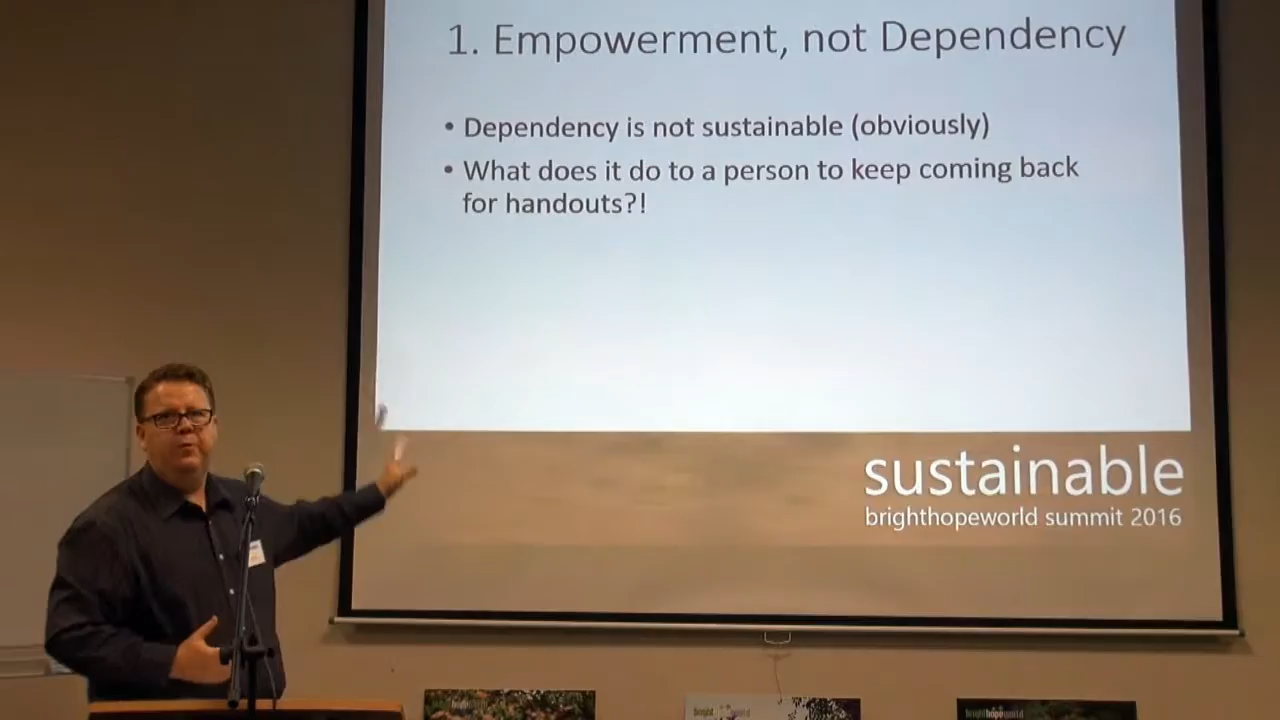 1. Empowerment, not Dependency
• Dependency is not sustainable (obviously)
• What does it do to a person to keep coming back
for handouts?!
sustainable
brighthopeworld summit 2016
brighthopeworld